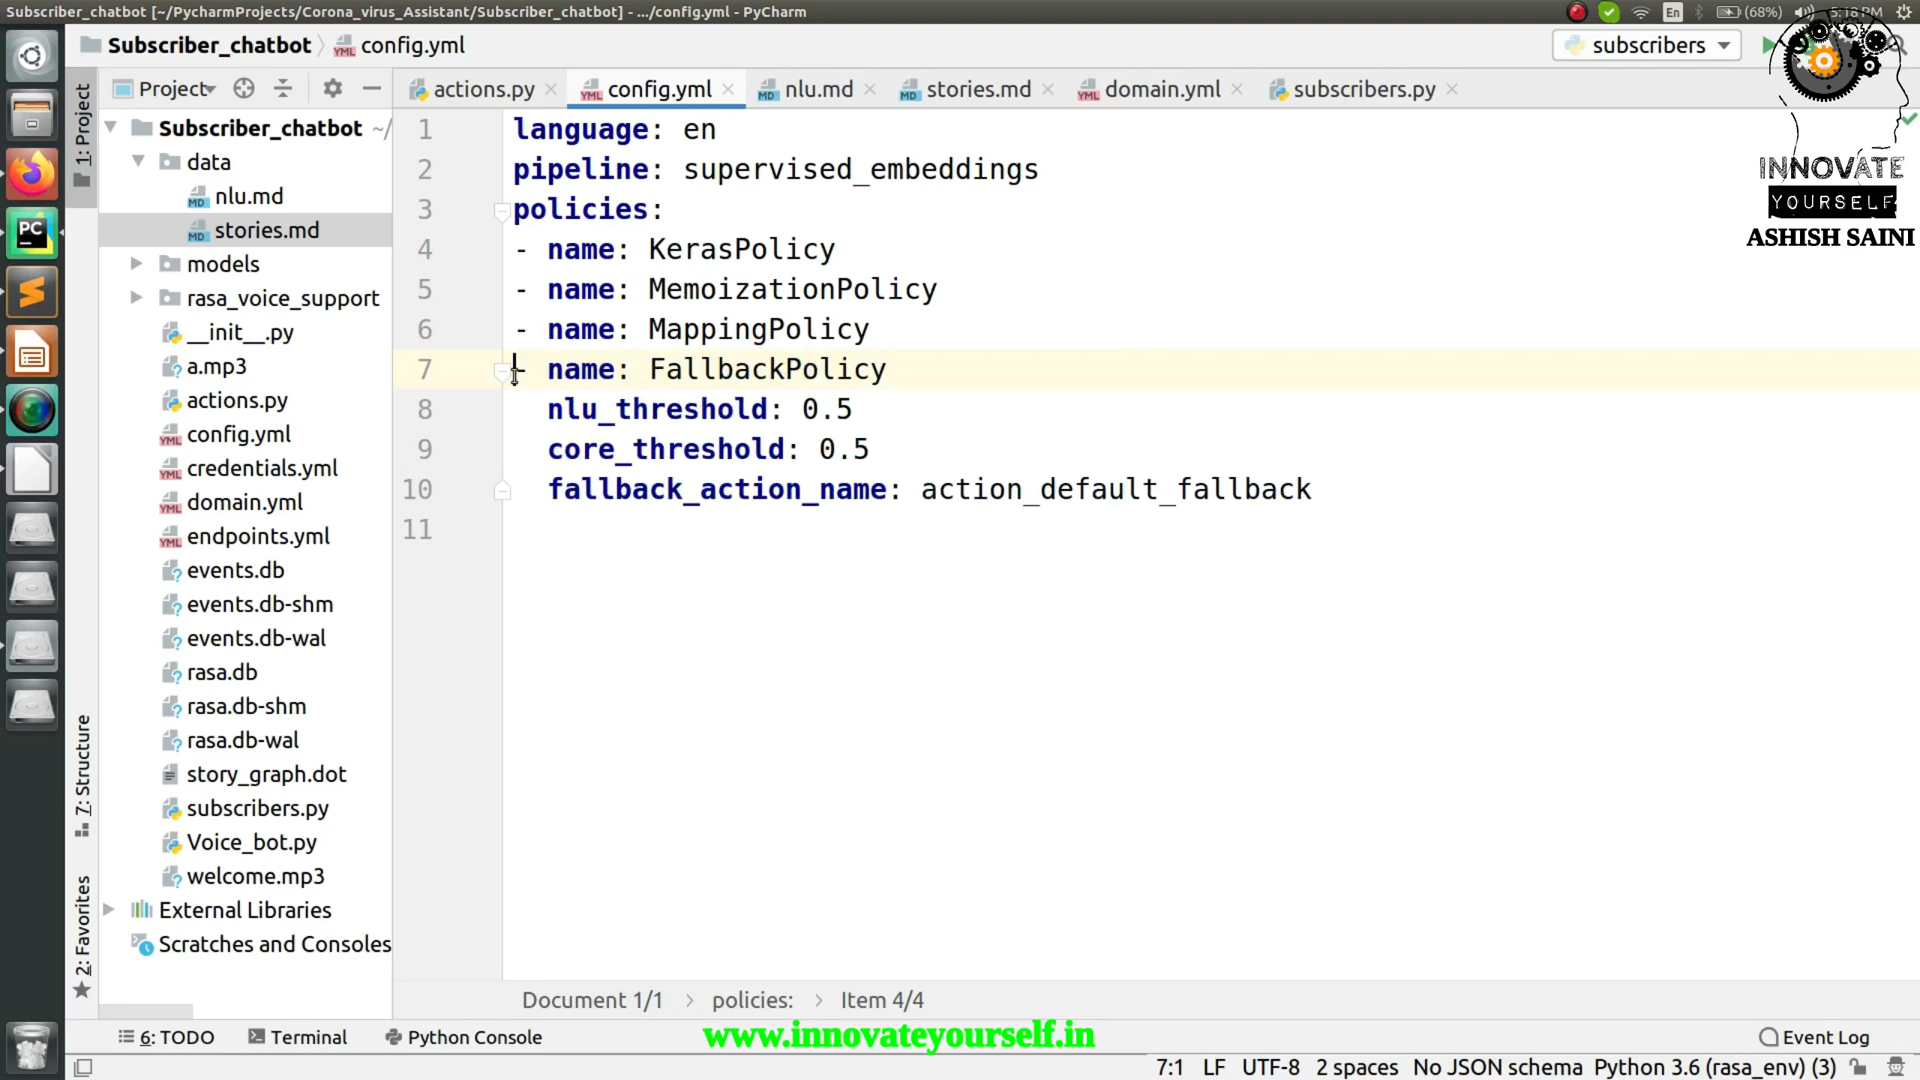 Subscriber_chatbot [~/PycharmProjects/Corona_virus_Assistant/Subscriber_chatbot] - .../config.yml - PyCharm
En
(68%)
5:18 PM
Subscriber_chatbot
config.yml
subscribers
Project
actions.py
config.yml
nlu.md
stories.md
domain.yml
subscribers.py
1: Project
7: Structure
2: Favorites
Subscriber_chatbot ~/
data
nlu.md
stories.md
models
rasa_voice_support
__init__.py
a.mp3
actions.py
config.yml
credentials.yml
domain.yml
endpoints.yml
events.db
events.db-shm
events.db-wal
rasa.db
rasa.db-shm
rasa.db-wal
story_graph.dot
subscribers.py
Voice_bot.py
welcome.mp3
External Libraries
Scratches and Consoles
1 language: en
2 pipeline: supervised_embeddings
3 policies:
4 - name: KerasPolicy
5 - name: MemoizationPolicy
6 - name: MappingPolicy
7 - name: FallbackPolicy
8 nlu_threshold: 0.5
9 core_threshold: 0.5
10 fallback_action_name: action_default_fallback
11
INNOVATE
YOURSELF
ASHISH SAINI
PC
Document 1/1 › policies: › Item 4/4
6: TODO
Terminal
Python Console
www.innovateyourself.in
Event Log
7:1 LF UTF-8 2 spaces No JSON schema Python 3.6 (rasa_env) (3)